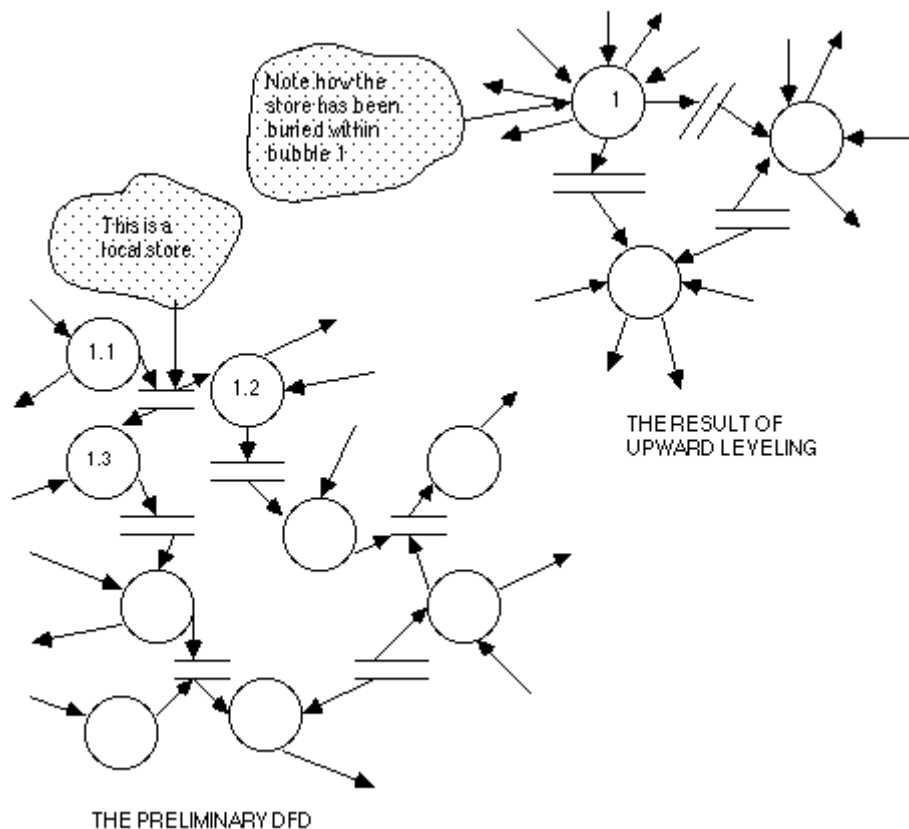 Note how the
store has been
buried within
bubble 1
1
This is a
local store.
1.1
1.2
1.3
THE RESULT OF
UPWARD LEVELING
THE PRELIMINARY DFD